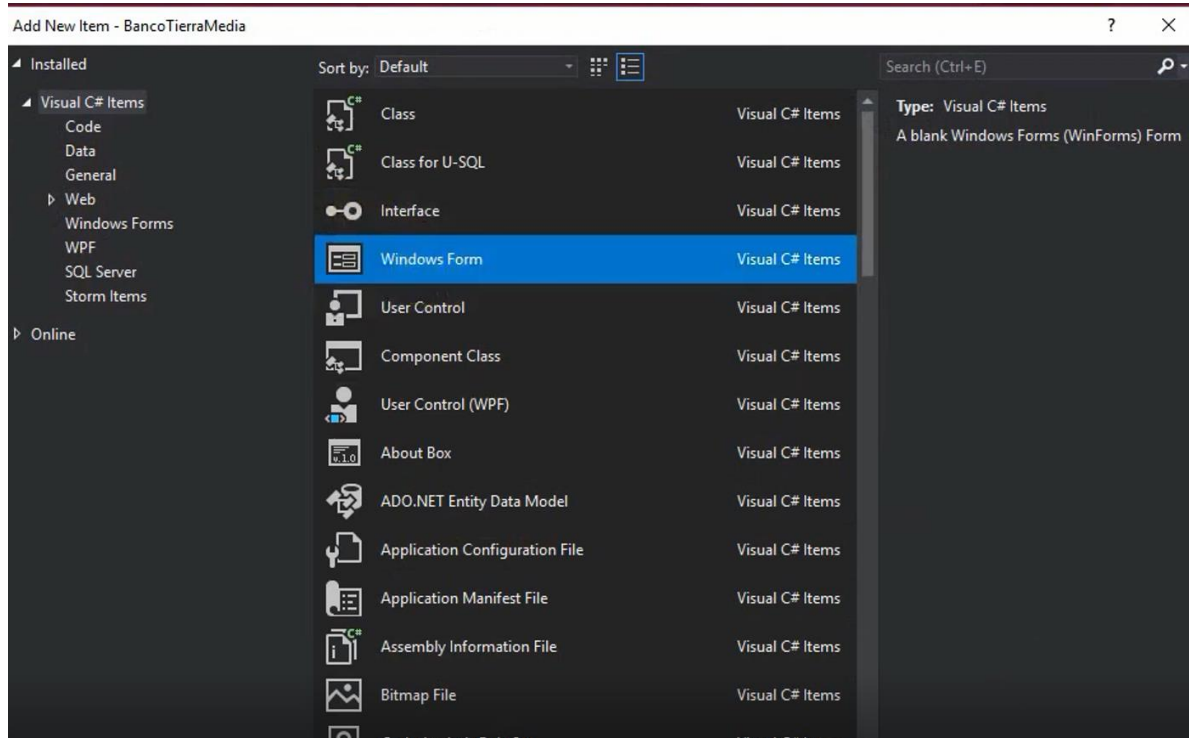 Add New Item - BancoTierraMedia
?
Installed
Visual C# Items
Code
Data
General
Web
Windows Forms
WPF
SQL Server
Storm Items
Online
Sort by: Default
Search (Ctrl+E)
C# Class Visual C# Items
C# Class for U-SQL Visual C# Items
Interface Visual C# Items
Windows Form Visual C# Items
User Control Visual C# Items
Component Class Visual C# Items
User Control (WPF) Visual C# Items
v.1.0 About Box Visual C# Items
ADO.NET Entity Data Model Visual C# Items
Application Configuration File Visual C# Items
Application Manifest File Visual C# Items
C# Assembly Information File Visual C# Items
Bitmap File Visual C# Items
Type: Visual C# Items
A blank Windows Forms (WinForms) Form